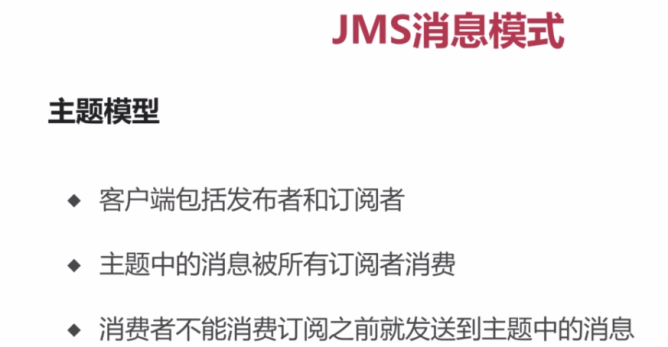 JMS消息模式
主题模型
◆ 客户端包括发布者和订阅者
◆ 主题中的消息被所有订阅者消费
◆ 消费者不能消费订阅之前就发送到主题中的消息